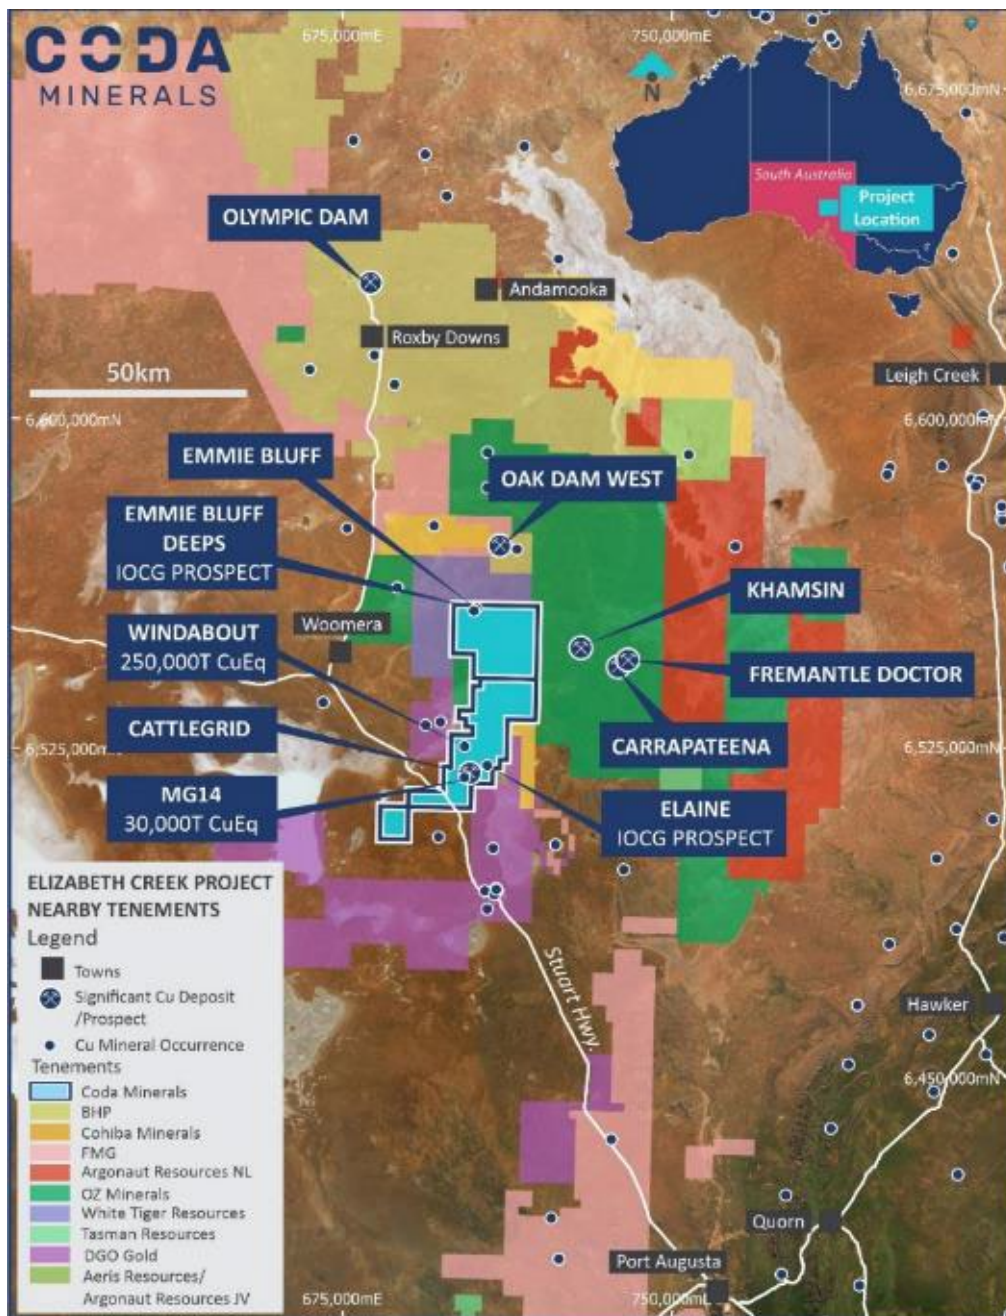 CODA
MINERALS
675,000mE
750,000mE
N
6,675,000mN
South Australia
Project
Location
OLYMPIC DAM
Andamooka
Roxby Downs
50km
Leigh Creek
6,600,000mN
6,600,000mN
EMMIE BLUFF
OAK DAM WEST
EMMIE BLUFF
DEEPS
IOCG PROSPECT
KHAMSIN
WINDABOUT
250,000T CuEq
Woomera
FREMANTLE DOCTOR
CATTLEGRID
CARRAPATEENA
6,525,000mN
6,525,000mN
MG14
30,000T CuEq
ELAINE
IOCG PROSPECT
ELIZABETH CREEK PROJECT
NEARBY TENEMENTS
Legend
Towns
Significant Cu Deposit
/Prospect
Cu Mineral Occurrence
Tenements
Coda Minerals
BHP
Cohiba Minerals
FMG
Argonaut Resources NL
OZ Minerals
White Tiger Resources
Tasman Resources
DGO Gold
Aeris Resources/
Argonaut Resources JV
Stuart Hwy.
Hawker
6,450,000mN
Quorn
Port Augusta
675,000mE
750,000mE